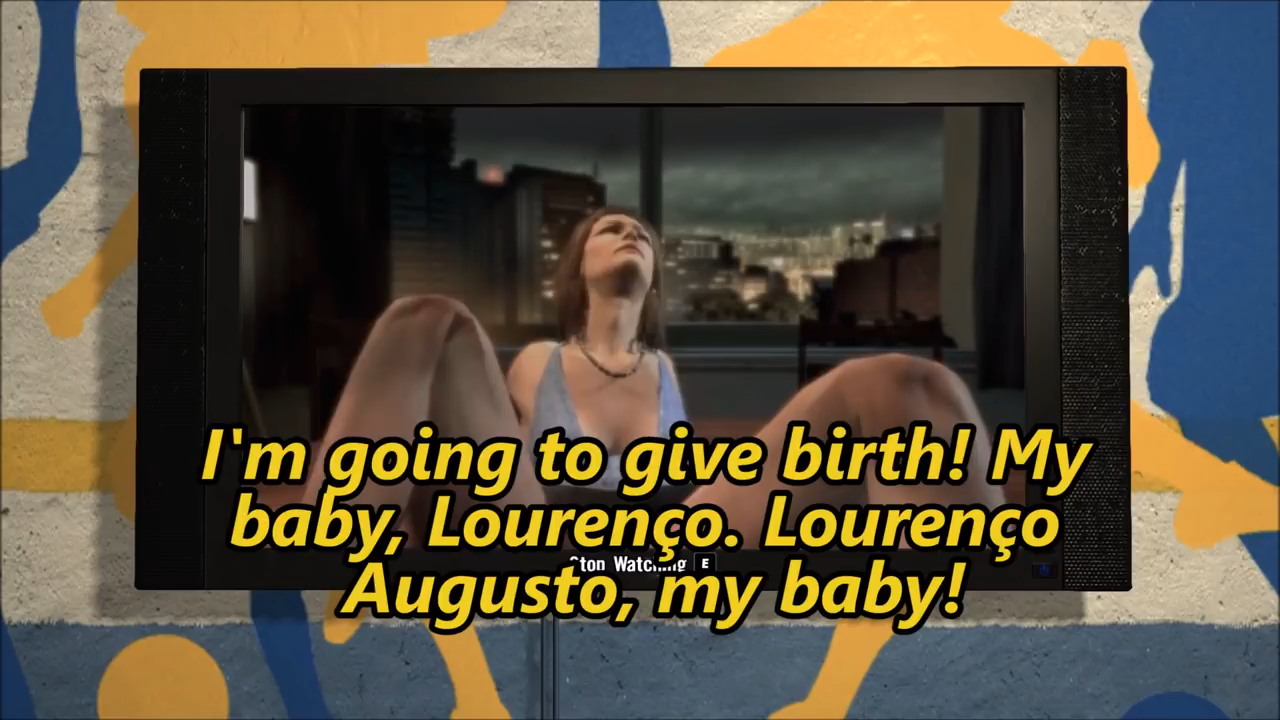 I'm going to give birth! My
baby, Lourenço. Lourenço
Stop Watching E
Augusto, my baby!